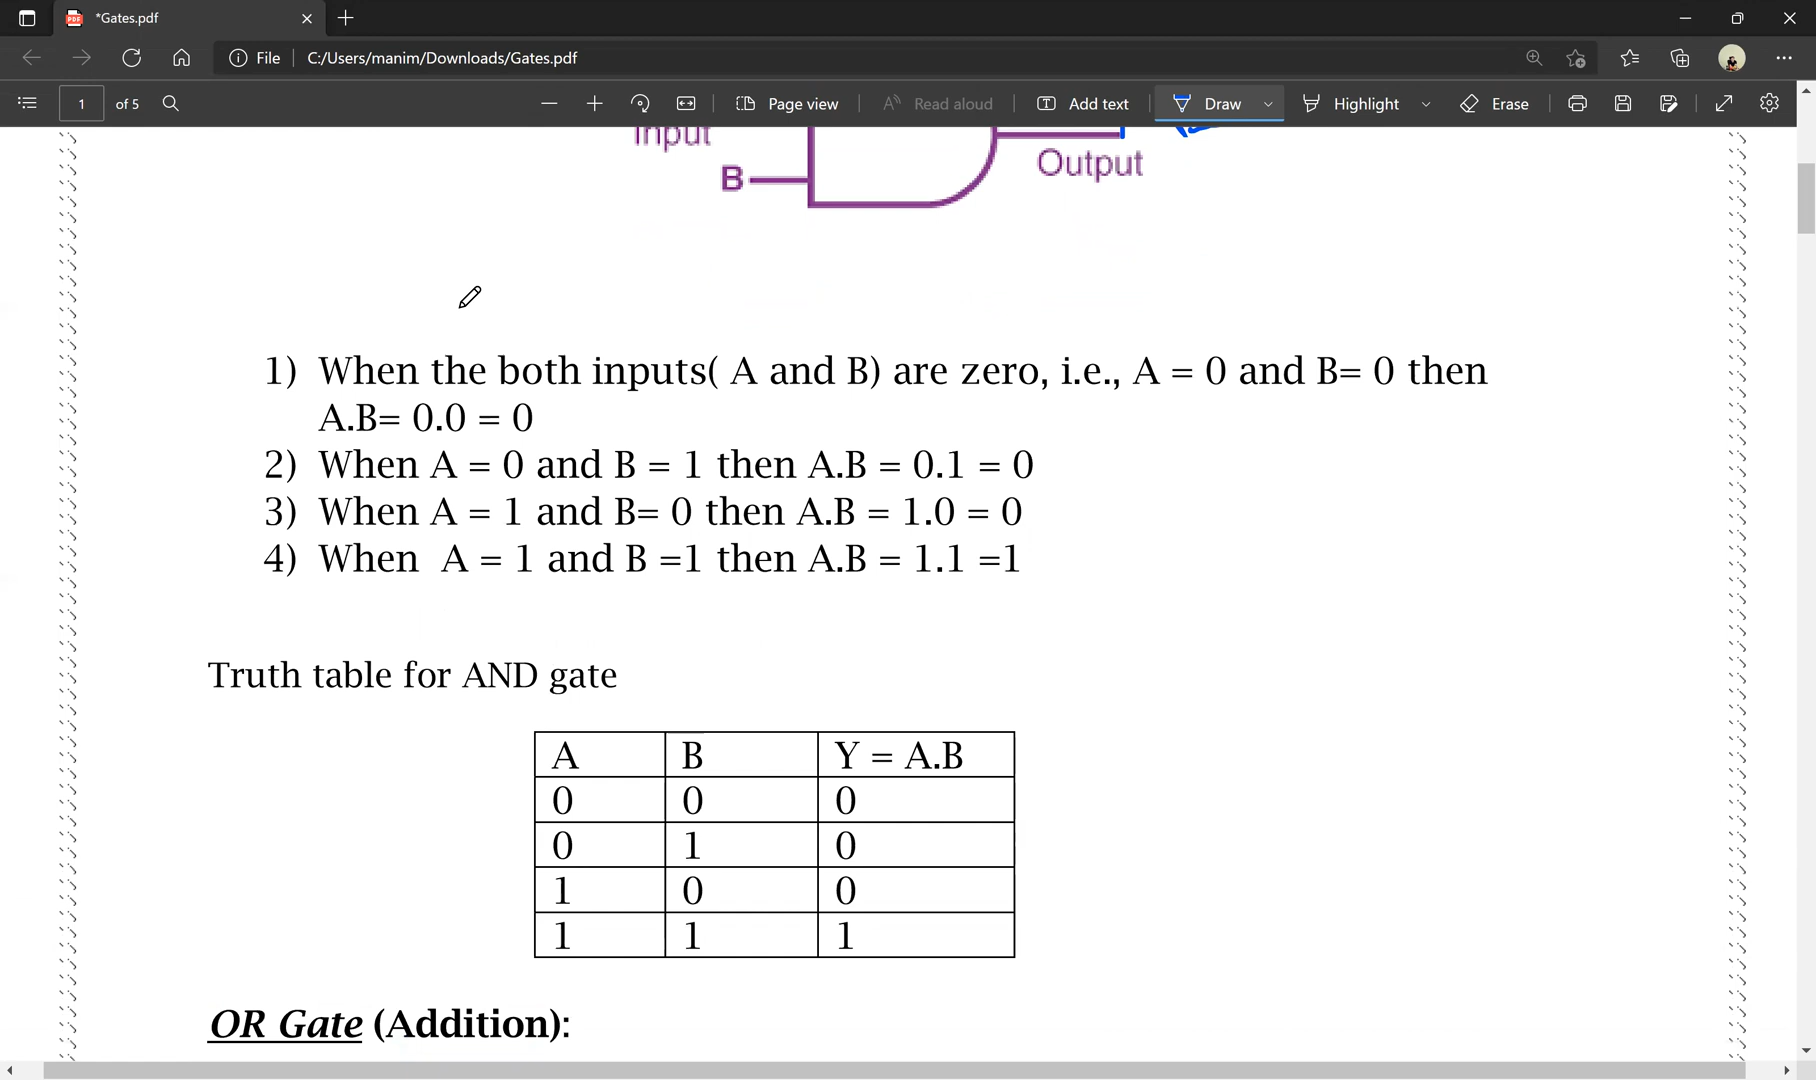 *Gates.pdf
File C:/Users/manim/Downloads/Gates.pdf
1 of 5 Page view Read aloud Add text Draw Highlight Erase
Input
Output
B
1) When the both inputs( A and B) are zero, i.e., A = 0 and B= 0 then
A.B= 0.0 = 0
2) When A = 0 and B = 1 then A.B = 0.1 = 0
3) When A = 1 and B= 0 then A.B = 1.0 = 0
4) When A = 1 and B =1 then A.B = 1.1 =1
Truth table for AND gate
A B Y = A.B
0 0 0
0 1 0
1 0 0
1 1 1
OR Gate (Addition):